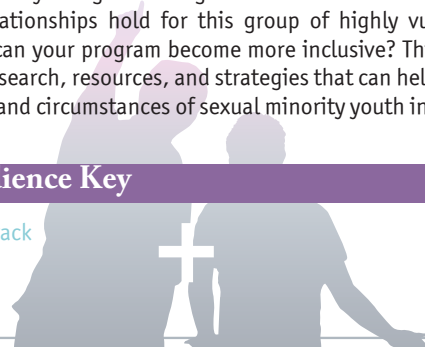 ationships hold for this group of highly vu
can your program become more inclusive? Th
search, resources, and strategies that can hel
and circumstances of sexual minority youth in
ience Key
ack